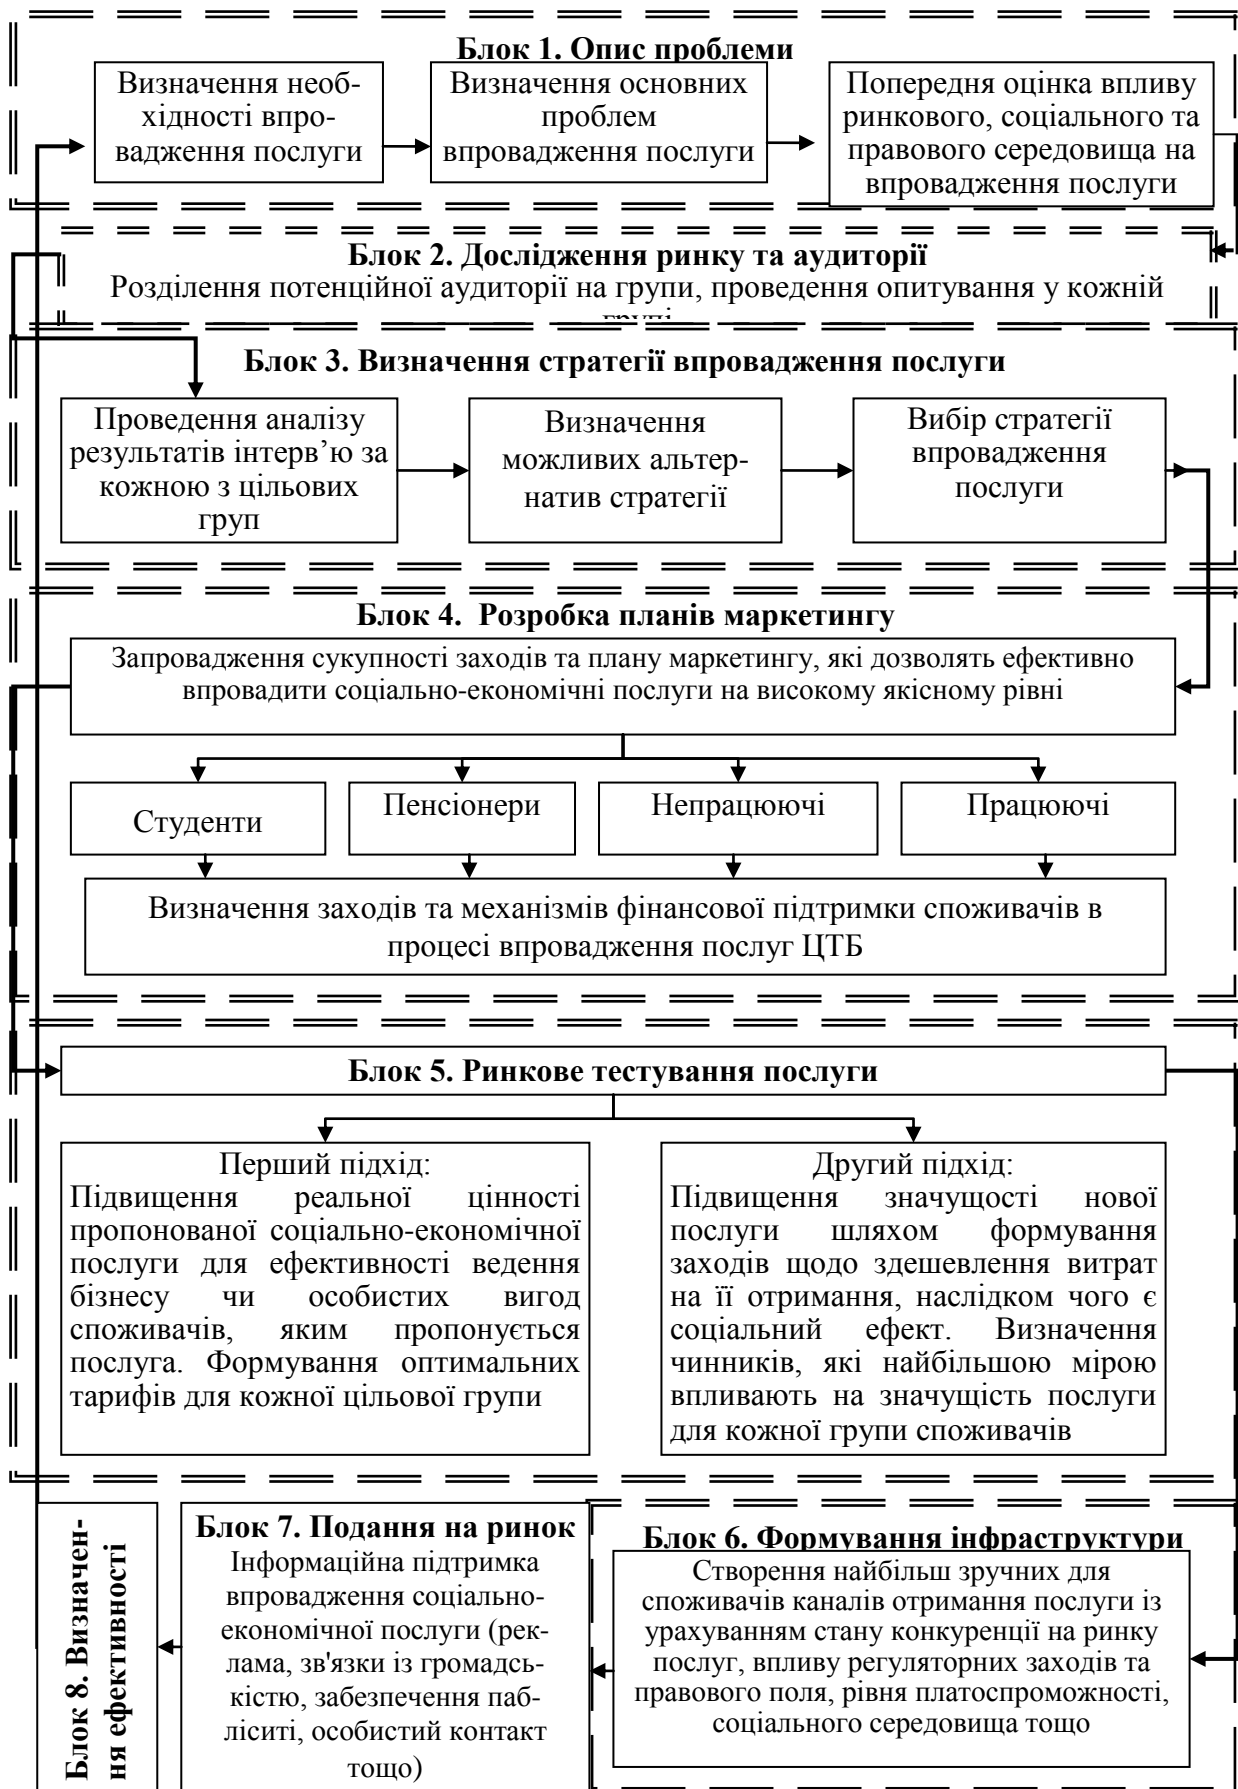 Блок 1. Опис проблеми
Визначення необ-
хідності впро-
вадження послуги
Визначення основних
проблем
впровадження послуги
Попередня оцінка впливу
ринкового, соціального та
правового середовища на
впровадження послуги
Блок 2. Дослідження ринку та аудиторії
Розділення потенційної аудиторії на групи, проведення опитування у кожній
групі
Блок 3. Визначення стратегії впровадження послуги
Проведення аналізу
результатів інтерв’ю за
кожною з цільових
груп
Визначення
можливих альтер-
натив стратегії
Вибір стратегії
впровадження
послуги
Блок 4. Розробка планів маркетингу
Запровадження сукупності заходів та плану маркетингу, які дозволять ефективно
впровадити соціально-економічні послуги на високому якісному рівні
Студенти
Пенсіонери
Непрацюючі
Працюючі
Визначення заходів та механізмів фінансової підтримки споживачів в
процесі впровадження послуг ЦТБ
Блок 5. Ринкове тестування послуги
Перший підхід:
Підвищення реальної цінності
пропонованої соціально-економічної
послуги для ефективності ведення
бізнесу чи особистих вигод
споживачів, яким пропонується
послуга. Формування оптимальних
тарифів для кожної цільової групи
Другий підхід:
Підвищення значущості нової
послуги шляхом формування
заходів щодо здешевлення витрат
на її отримання, наслідком чого є
соціальний ефект. Визначення
чинників, які найбільшою мірою
впливають на значущість послуги
для кожної групи споживачів
Блок 6. Формування інфраструктури
Створення найбільш зручних для
споживачів каналів отримання послуги із
урахуванням стану конкуренції на ринку
послуг, впливу регуляторних заходів та
правового поля, рівня платоспроможності,
соціального середовища тощо
Блок 7. Подання на ринок
Інформаційна підтримка
впровадження соціально-
економічної послуги (рек-
лама, зв'язки із громадсь-
кістю, забезпечення паб-
ліситі, особистий контакт
тощо)
Блок 8. Визначен-
ня ефективності